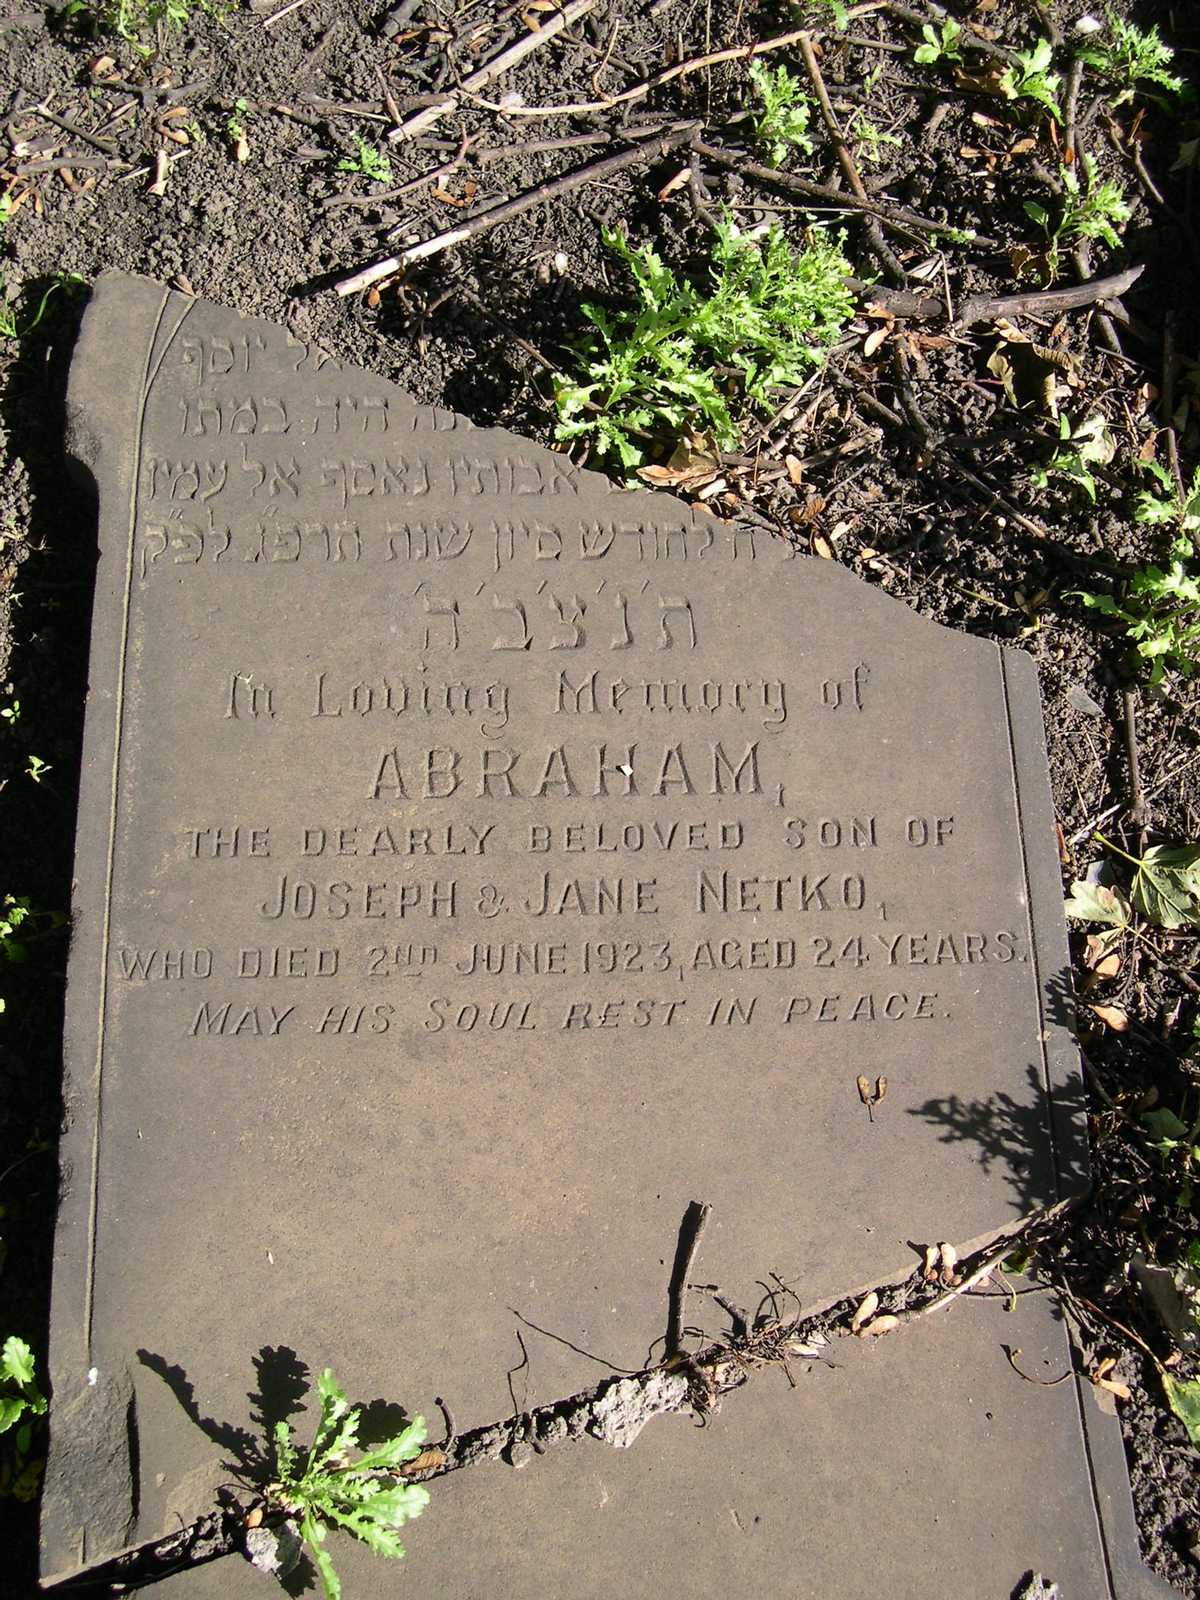 יוסף
היה במתו
אבותיו נאסף אל עמיו
לחודש סיון שנת תרפ״ג לפ״ק
ת׳נ׳צ׳ב׳ה׳
In Loving Memory of
ABRAHAM,
THE DEARLY BELOVED SON OF
JOSEPH & JANE NETKO,
WHO DIED 2ND JUNE 1923, AGED 24 YEARS.
MAY HIS SOUL REST IN PEACE.